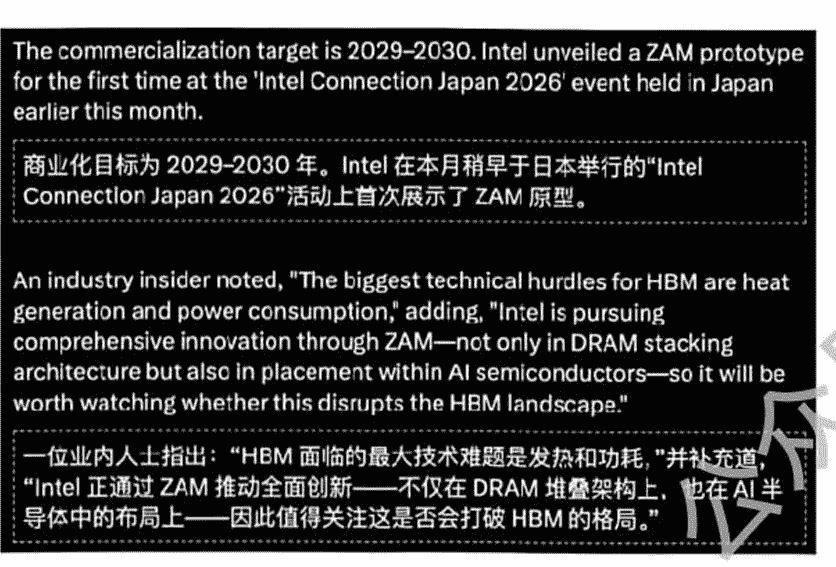 The commercialization target is 2029–2030. Intel unveiled a ZAM prototype
for the first time at the 'Intel Connection Japan 2026' event held in Japan
earlier this month.
商业化目标为 2029–2030 年。Intel 在本月稍早于日本举行的“Intel
Connection Japan 2026”活动上首次展示了 ZAM 原型。
An industry insider noted, "The biggest technical hurdles for HBM are heat
generation and power consumption," adding, "Intel is pursuing
comprehensive innovation through ZAM—not only in DRAM stacking
architecture but also in placement within AI semiconductors—so it will be
worth watching whether this disrupts the HBM landscape."
一位业内人士指出：“HBM 面临的最大技术难题是发热和功耗，”并补充道，
“Intel 正通过 ZAM 推动全面创新——不仅在 DRAM 堆叠架构上，也在 AI 半
导体中的布局上——因此值得关注这是否会打破 HBM 的格局。”
公众